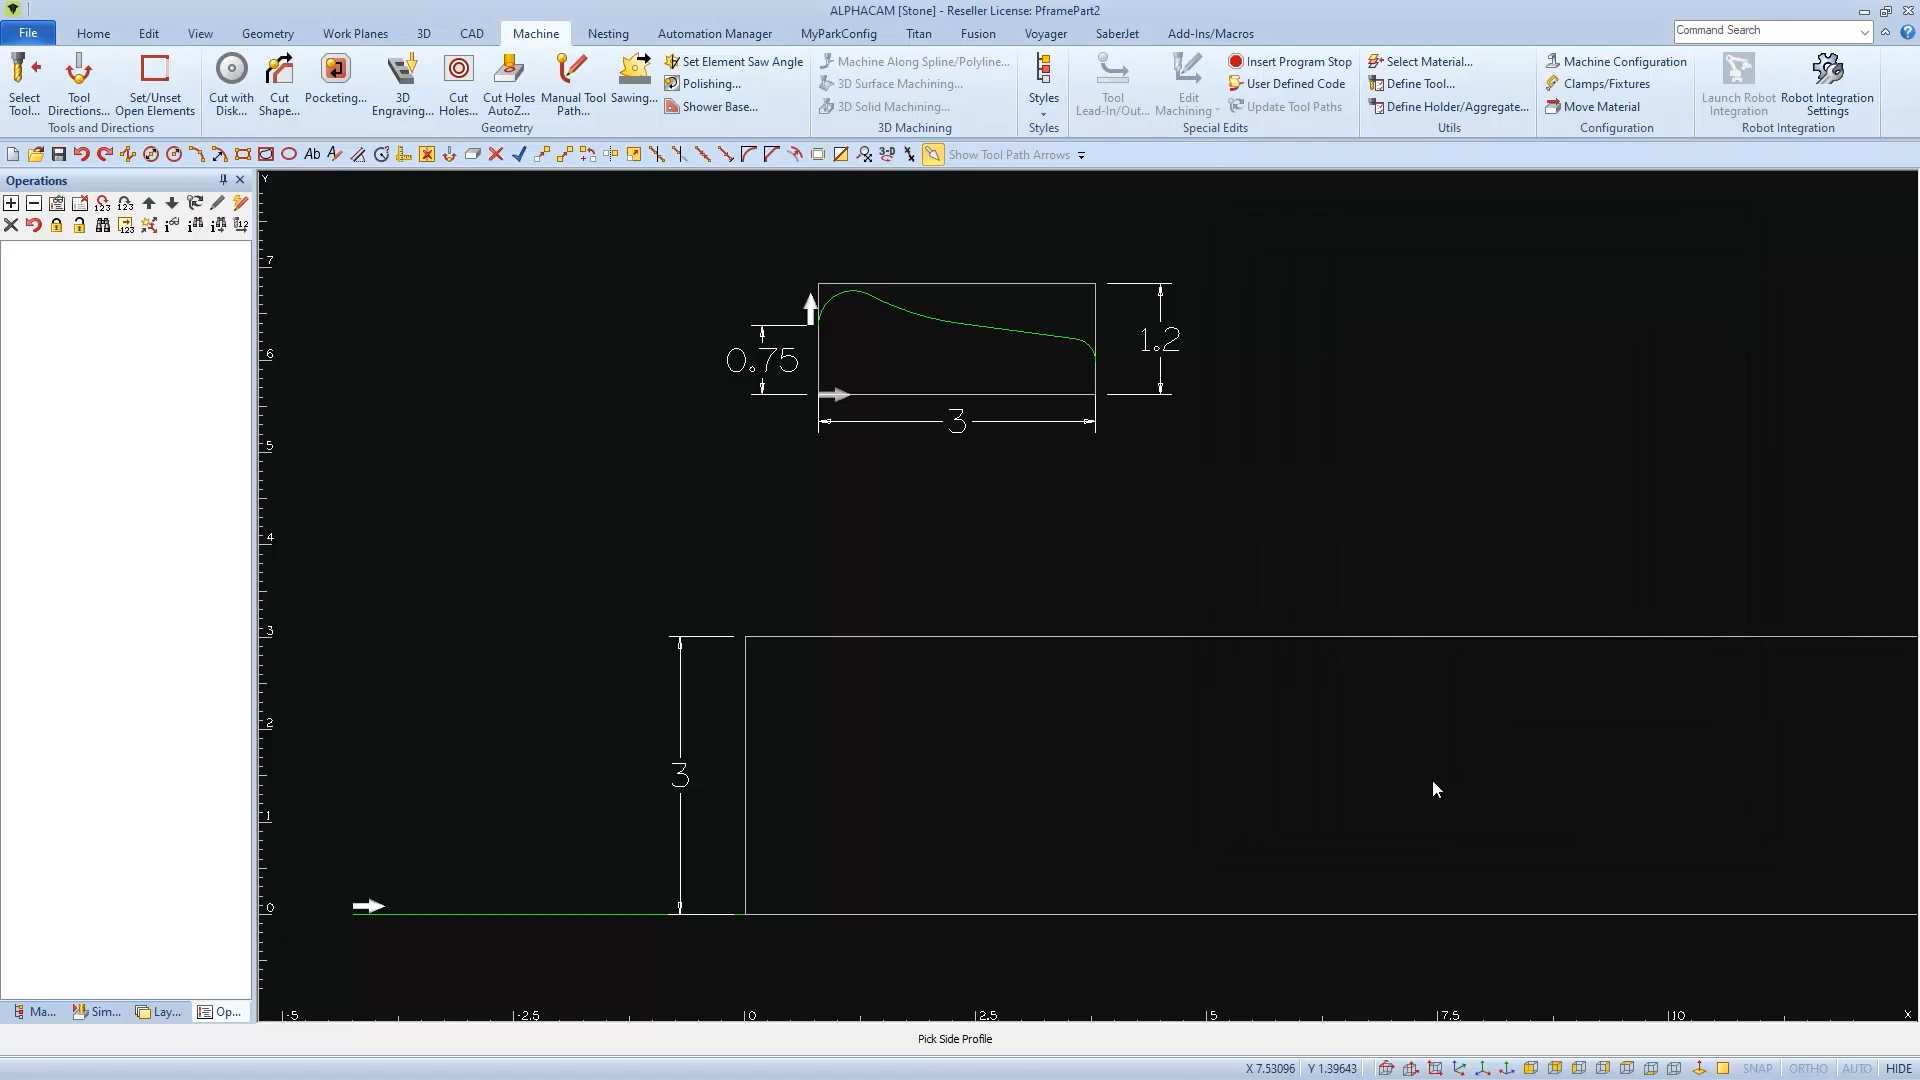 ALPHACAM [Stone] - Reseller License: PframePart2
File Home Edit View Geometry Work Planes 3D CAD Machine Nesting Automation Manager MyParkConfig Titan Fusion Voyager SaberJet Add-Ins/Macros Command Search
Select Tool...
Tool Directions...
Set/Unset Open Elements
Tools and Directions
Cut with Disk...
Cut Shape...
Pocketing...
3D Engraving...
Cut Holes...
Cut Holes AutoZ...
Manual Tool Path...
Sawing...
Set Element Saw Angle
Polishing...
Shower Base...
Geometry
Machine Along Spline/Polyline...
3D Surface Machining...
3D Solid Machining...
3D Machining
Styles
Styles
Tool Lead-In/Out...
Edit Machining
Insert Program Stop
User Defined Code
Update Tool Paths
Special Edits
Select Material...
Define Tool...
Define Holder/Aggregate...
Utils
Machine Configuration
Clamps/Fixtures
Move Material
Configuration
Launch Robot Integration
Robot Integration Settings
Robot Integration
Ab
3-D
Show Tool Path Arrows
Operations
123
123
123
12
Y
7
6
5
4
3
2
1
0
0.75
1.2
3
3
-5 -2.5 0 2.5 5 7.5 10 X
Ma... Sim... Lay... Op...
Pick Side Profile
X 7.53096 Y 1.39643 SNAP ORTHO AUTO HIDE